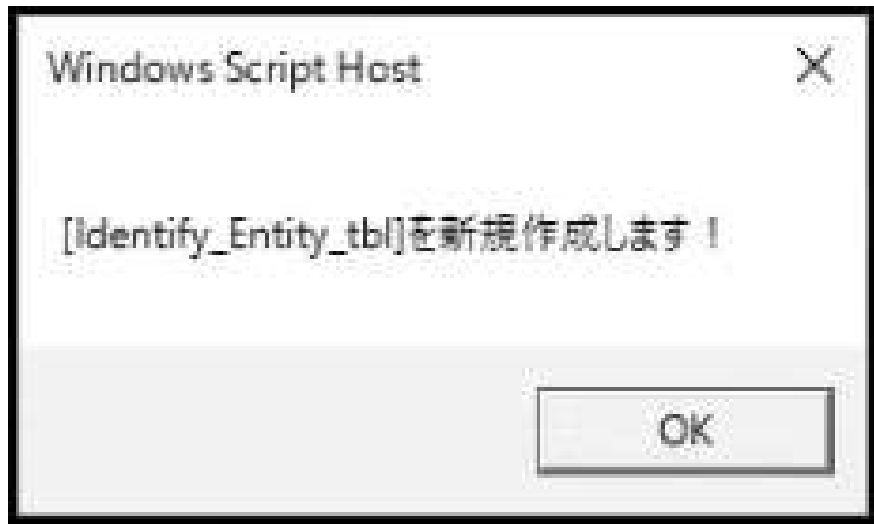 Windows Script Host
[Identify_Entity_tbl]を新規作成します！
OK